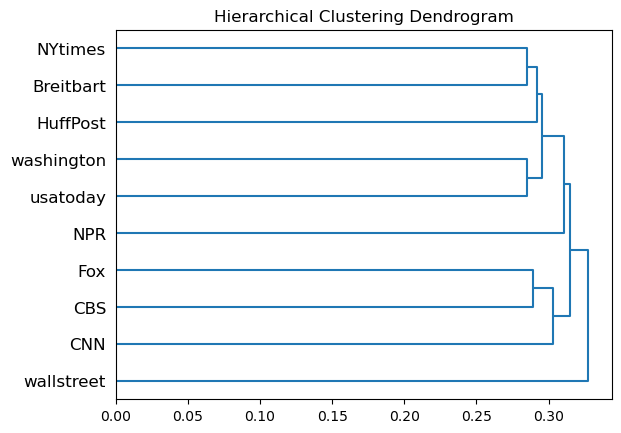 Hierarchical Clustering Dendrogram
NYtimes
Breitbart
HuffPost
washington
usatoday
NPR
Fox
CBS
CNN
wallstreet
0.00 0.05 0.10 0.15 0.20 0.25 0.30